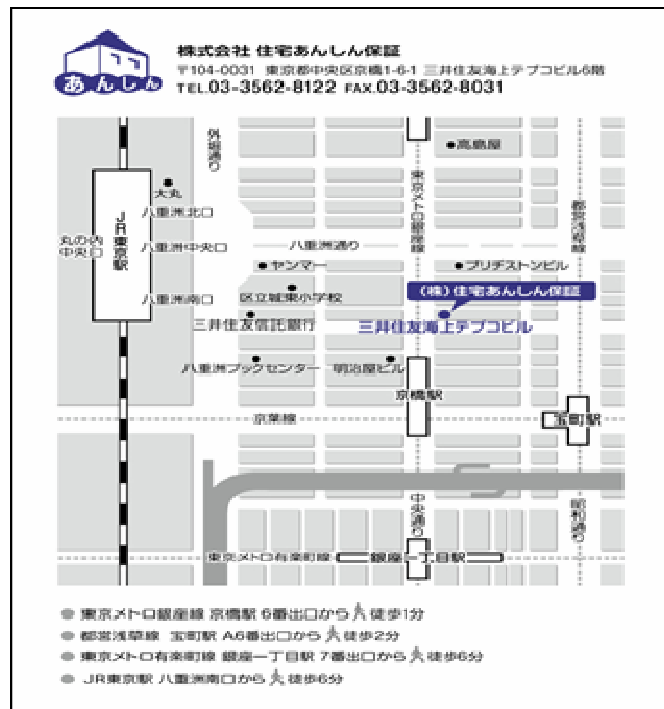 株式会社 住宅あんしん保証
〒104-0031 東京都中央区京橋1-6-1 三井住友海上テプコビル6階
TEL.03-3562-8122 FAX.03-3562-8031
あんしん
外堀通り
高島屋
大丸
東京メトロ銀座線
都営浅草線
八重洲北口
JR東京駅
丸の内中央口
八重洲中央口
八重洲通り
ヤンマー
ブリヂストンビル
八重洲南口
区立城東小学校
(株)住宅あんしん保証
三井住友信託銀行
三井住友海上テプコビル
八重洲ブックセンター
明治屋ビル
京橋駅
京葉線
宝町駅
中央通り
昭和通り
東京メトロ有楽町線
銀座一丁目駅
東京メトロ銀座線 京橋駅 6番出口から 徒歩1分
都営浅草線 宝町駅 A6番出口から 徒歩2分
東京メトロ有楽町線 銀座一丁目駅 7番出口から 徒歩6分
JR東京駅 八重洲南口から 徒歩6分